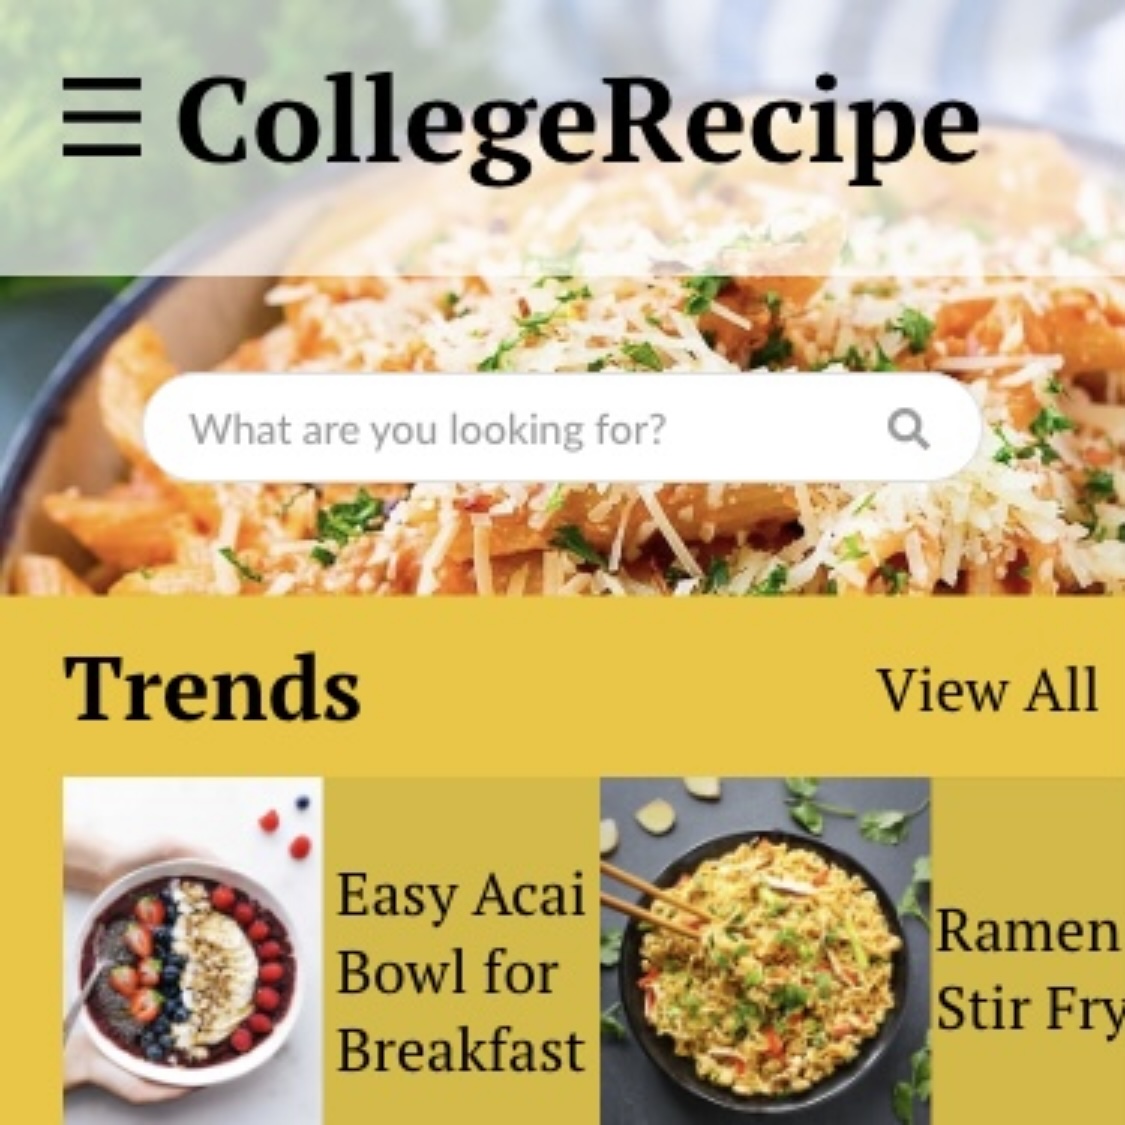 CollegeRecipe
What are you looking for?
Trends
View All
Easy Acai
Bowl for
Breakfast
Ramen
Stir Fry